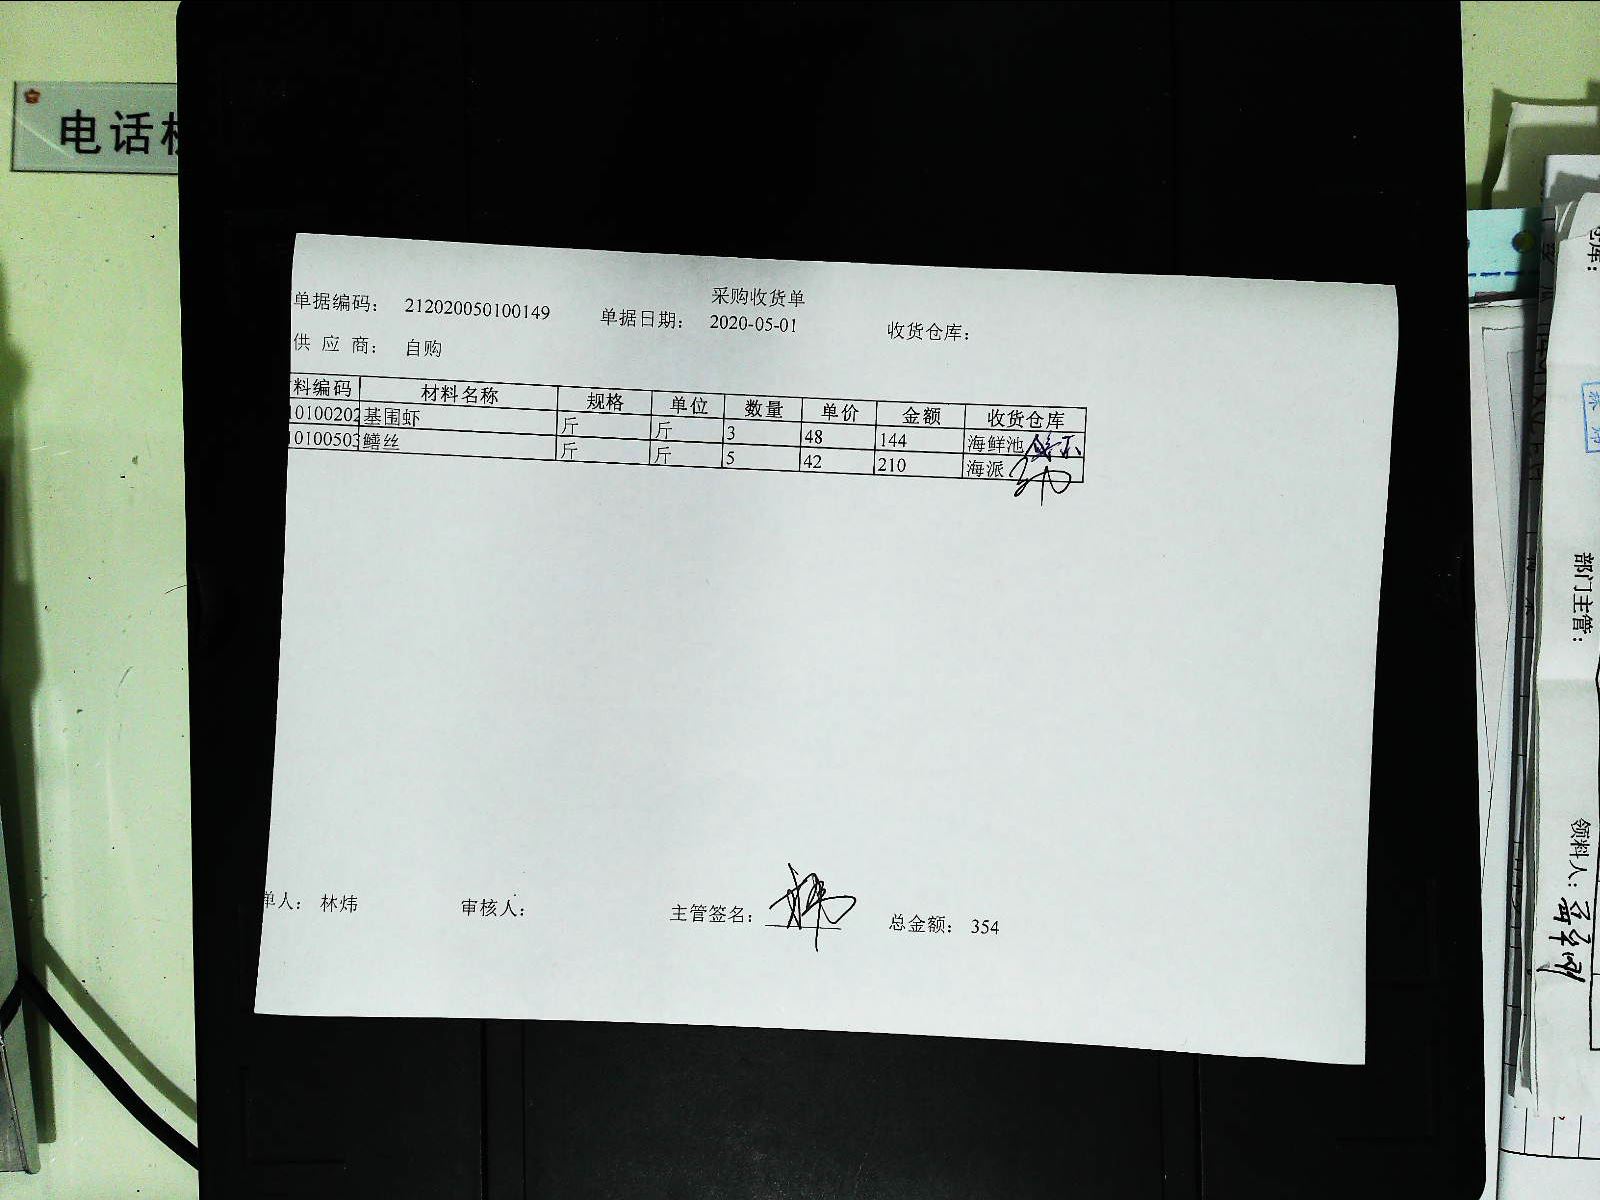 电话
采购收货单
单据编码： 212020050100149 单据日期： 2020-05-01 收货仓库：
供 应 商： 自购
料编码 材料名称 规格 单位 数量 单价 金额 收货仓库
10100202 基围虾 斤 斤 3 48 144 海鲜池
10100503 鳝丝 斤 斤 5 42 210 海派
单人： 林炜 审核人： 主管签名： 总金额： 354
库：
部门主管：
领料人：